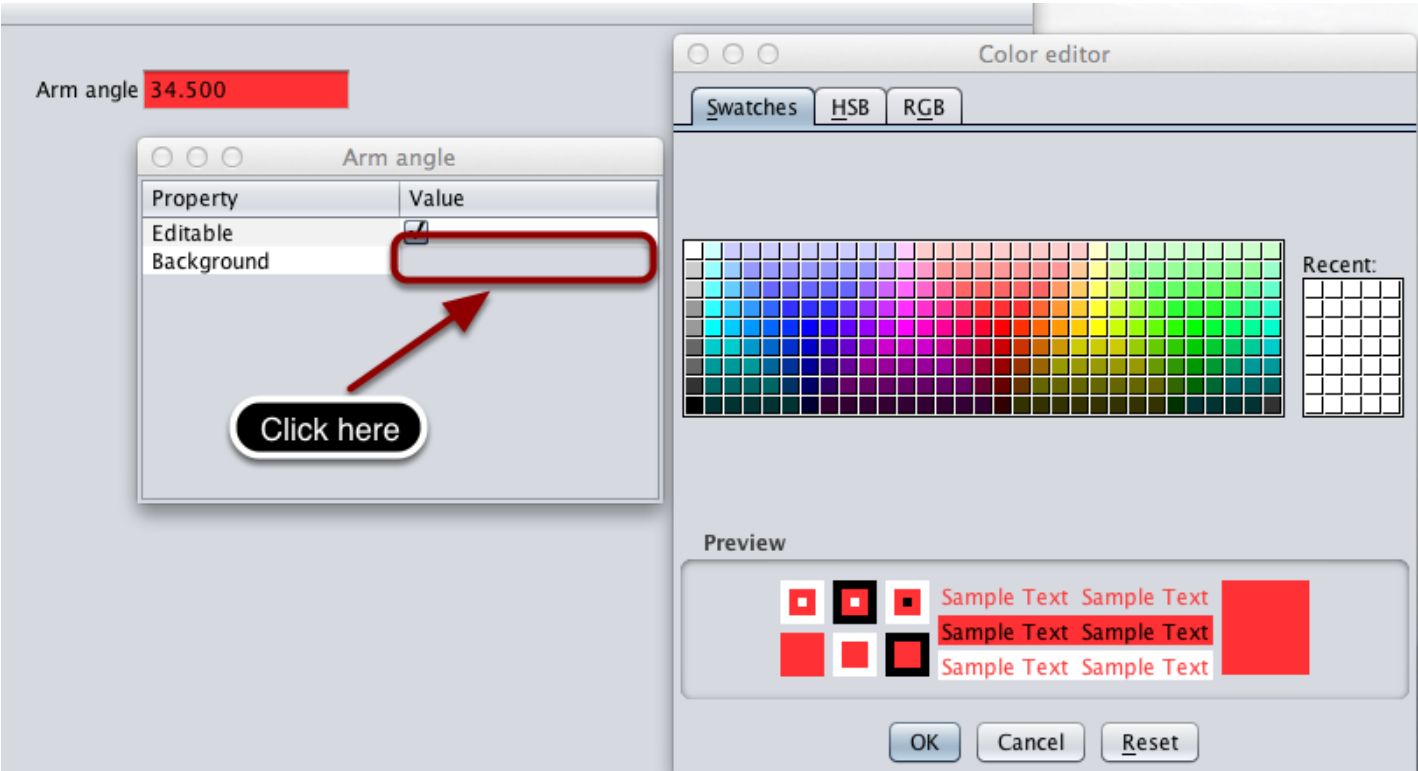 Color editor
Arm angle 34.500
Swatches HSB RGB
Arm angle
Property Value
Editable
Background
Click here
Recent:
Preview
Sample Text Sample Text
Sample Text Sample Text
Sample Text Sample Text
OK Cancel Reset